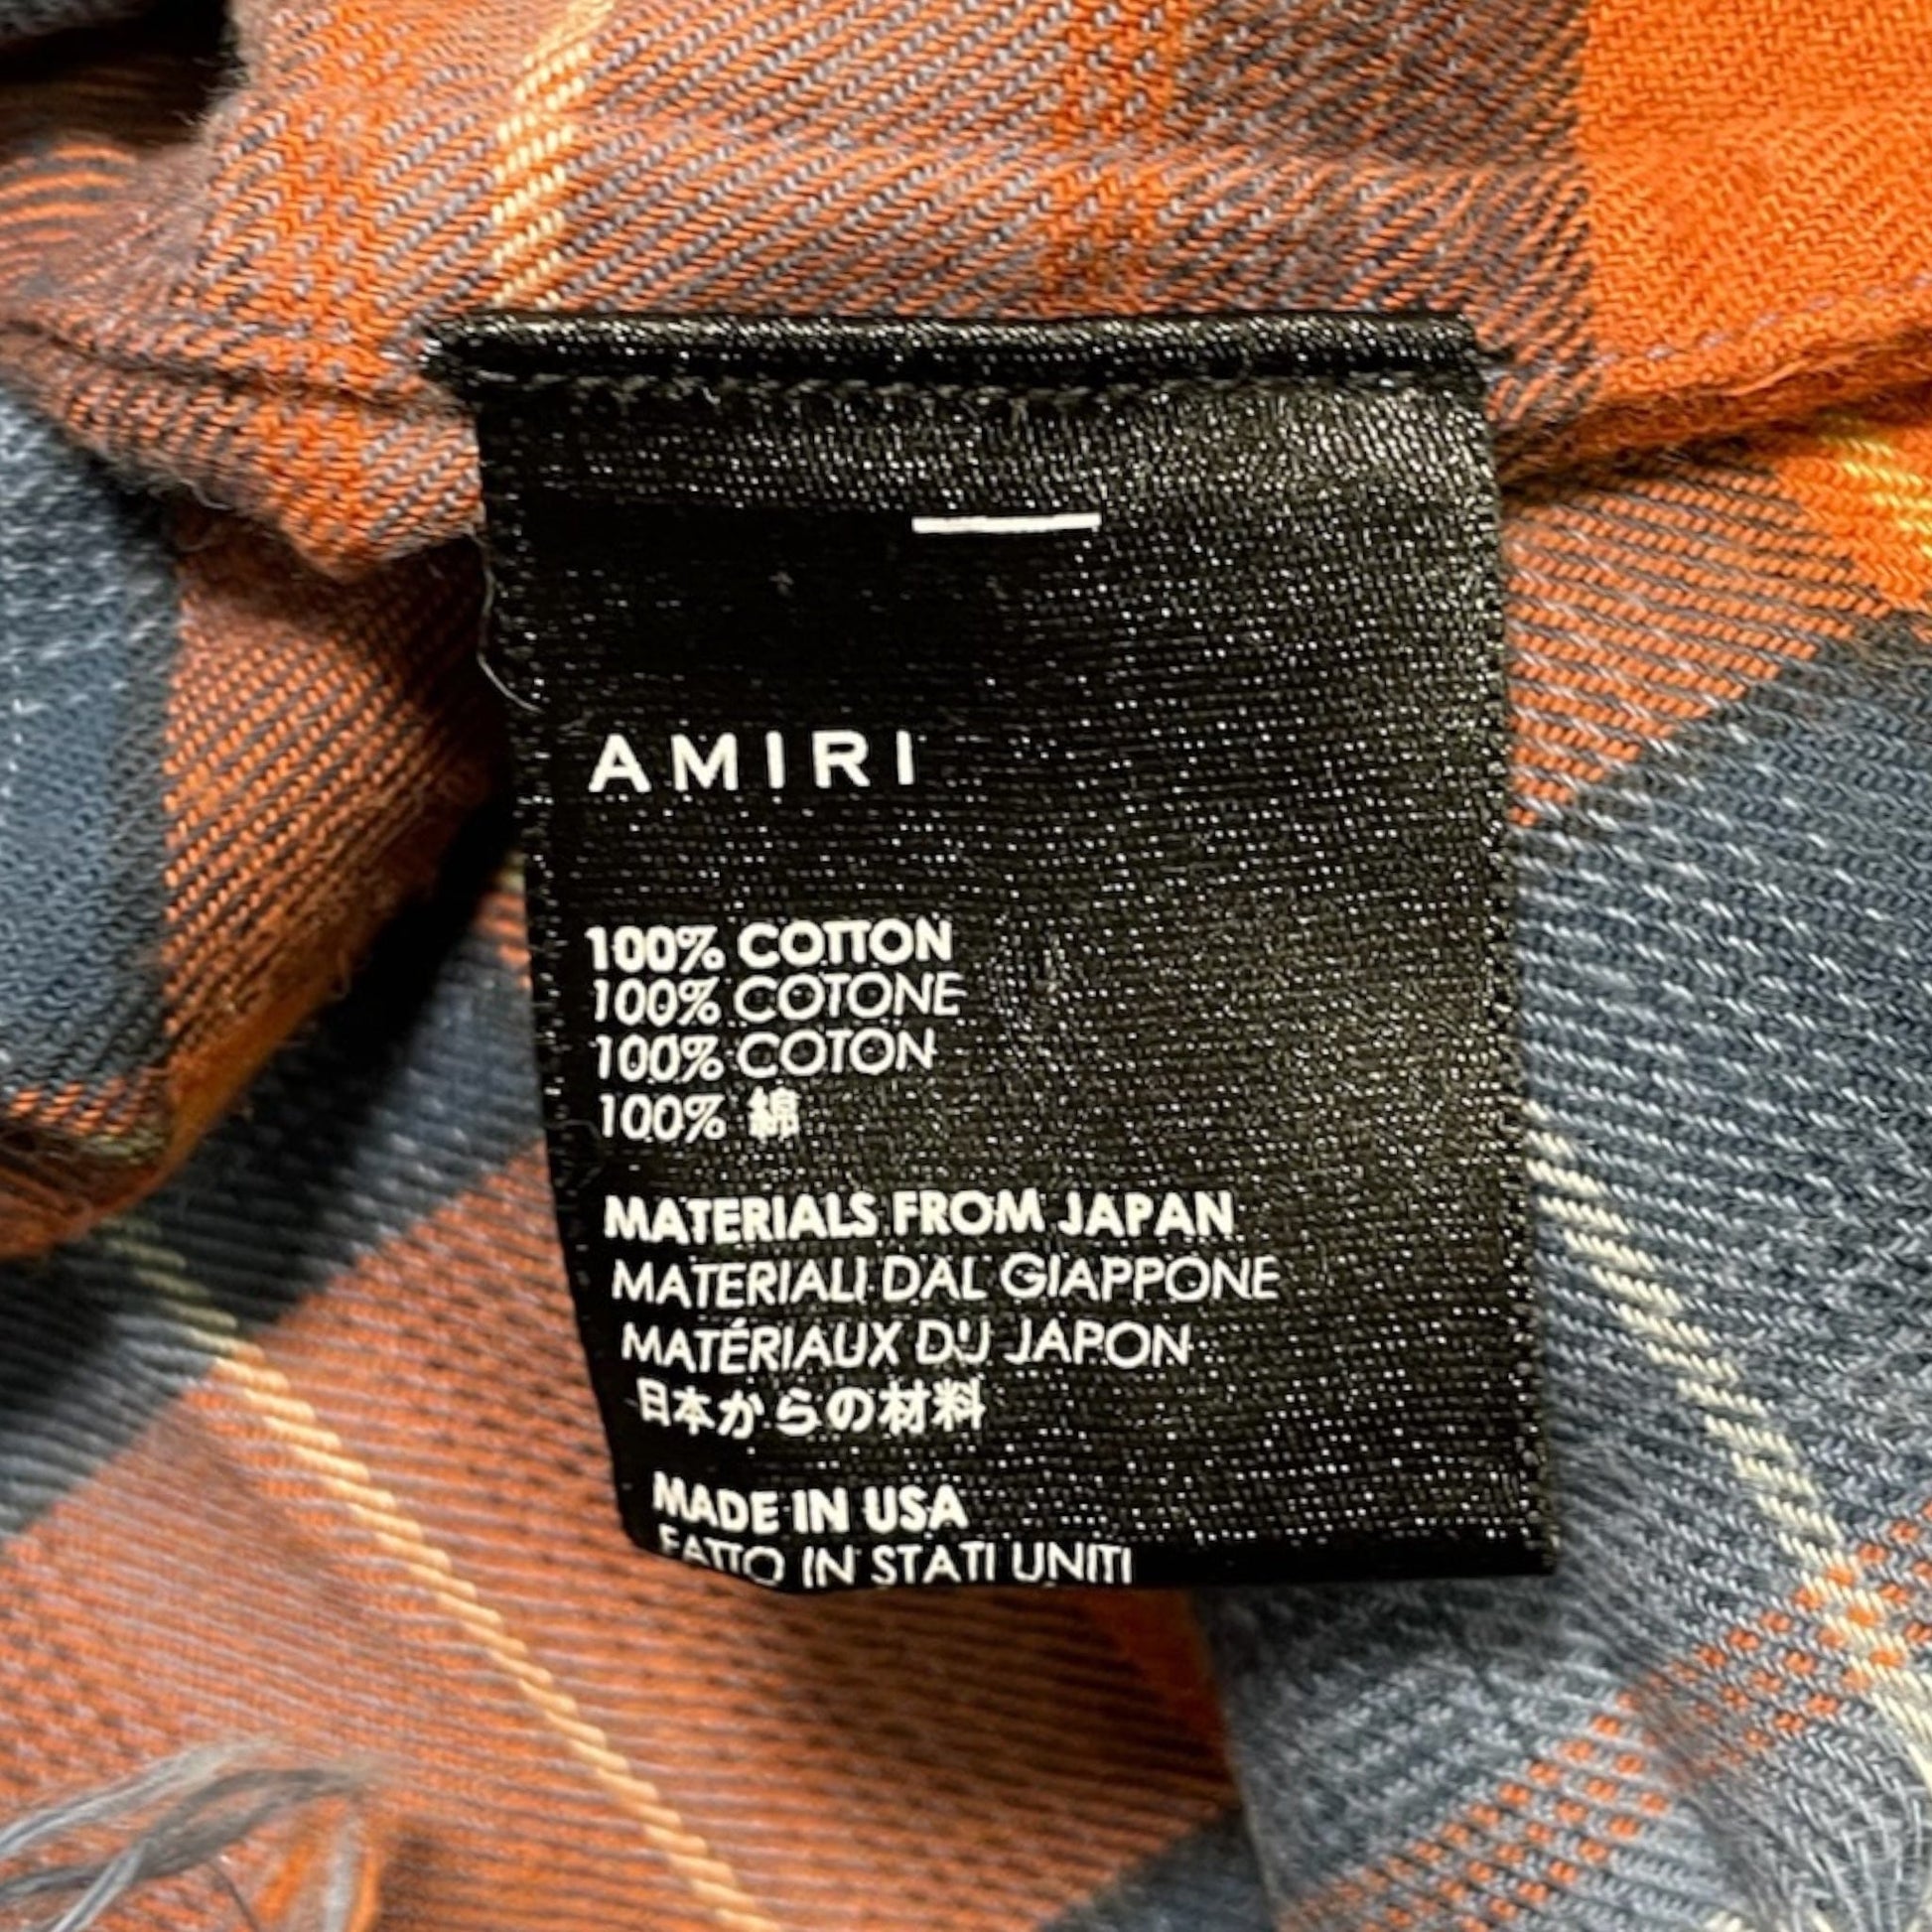 AMIRI
100% COTTON
100% COTONE
100% COTON
100% 綿
MATERIALS FROM JAPAN
MATERIALI DAL GIAPPONE
MATÉRIAUX DU JAPON
日本からの材料
MADE IN USA
FATTO IN STATI UNITI